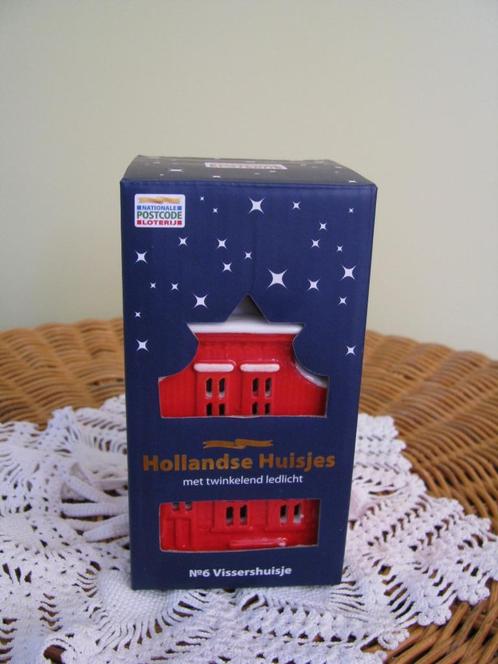 NATIONALE
POSTCODE
LOTERIJ
Hollandse Huisjes
met twinkelend ledlicht
№6 Vissershuisje